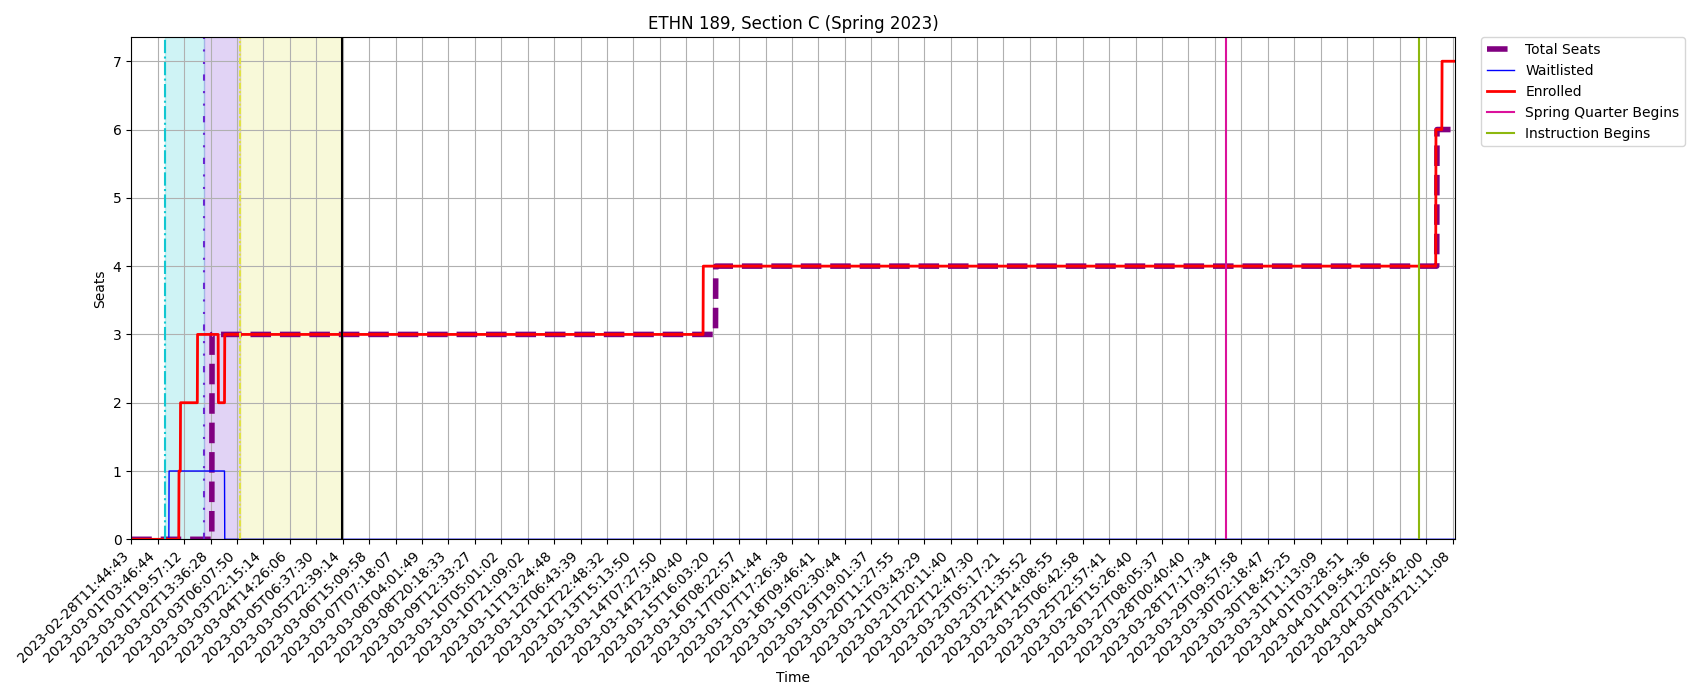 ETHN 189, Section C (Spring 2023)
Total Seats
Waitlisted
Enrolled
Spring Quarter Begins
Instruction Begins
Seats
7
6
5
4
3
2
1
0
2023-02-28T11:44:43
2023-03-01T03:46:44
2023-03-01T19:57:12
2023-03-02T13:36:28
2023-03-03T06:07:50
2023-03-03T22:15:14
2023-03-04T14:26:06
2023-03-05T06:37:30
2023-03-05T22:39:14
2023-03-06T15:09:58
2023-03-07T07:18:07
2023-03-08T04:01:49
2023-03-08T20:18:33
2023-03-09T12:33:27
2023-03-10T05:01:02
2023-03-10T21:09:02
2023-03-11T13:24:48
2023-03-12T06:43:39
2023-03-12T22:48:32
2023-03-13T15:13:50
2023-03-14T07:27:50
2023-03-14T23:40:40
2023-03-15T16:03:20
2023-03-16T08:22:57
2023-03-17T00:41:44
2023-03-17T17:26:38
2023-03-18T09:46:41
2023-03-19T02:30:44
2023-03-19T19:01:37
2023-03-20T11:27:55
2023-03-21T03:43:29
2023-03-21T20:11:40
2023-03-22T12:47:30
2023-03-23T05:17:21
2023-03-23T21:35:52
2023-03-24T14:08:55
2023-03-25T06:42:58
2023-03-25T22:57:41
2023-03-26T15:26:40
2023-03-27T08:05:37
2023-03-28T00:40:40
2023-03-28T17:17:34
2023-03-29T09:57:58
2023-03-30T02:18:47
2023-03-30T18:45:25
2023-03-31T11:13:09
2023-04-01T03:28:51
2023-04-01T19:54:36
2023-04-02T12:20:56
2023-04-03T04:42:00
2023-04-03T21:11:08
Time